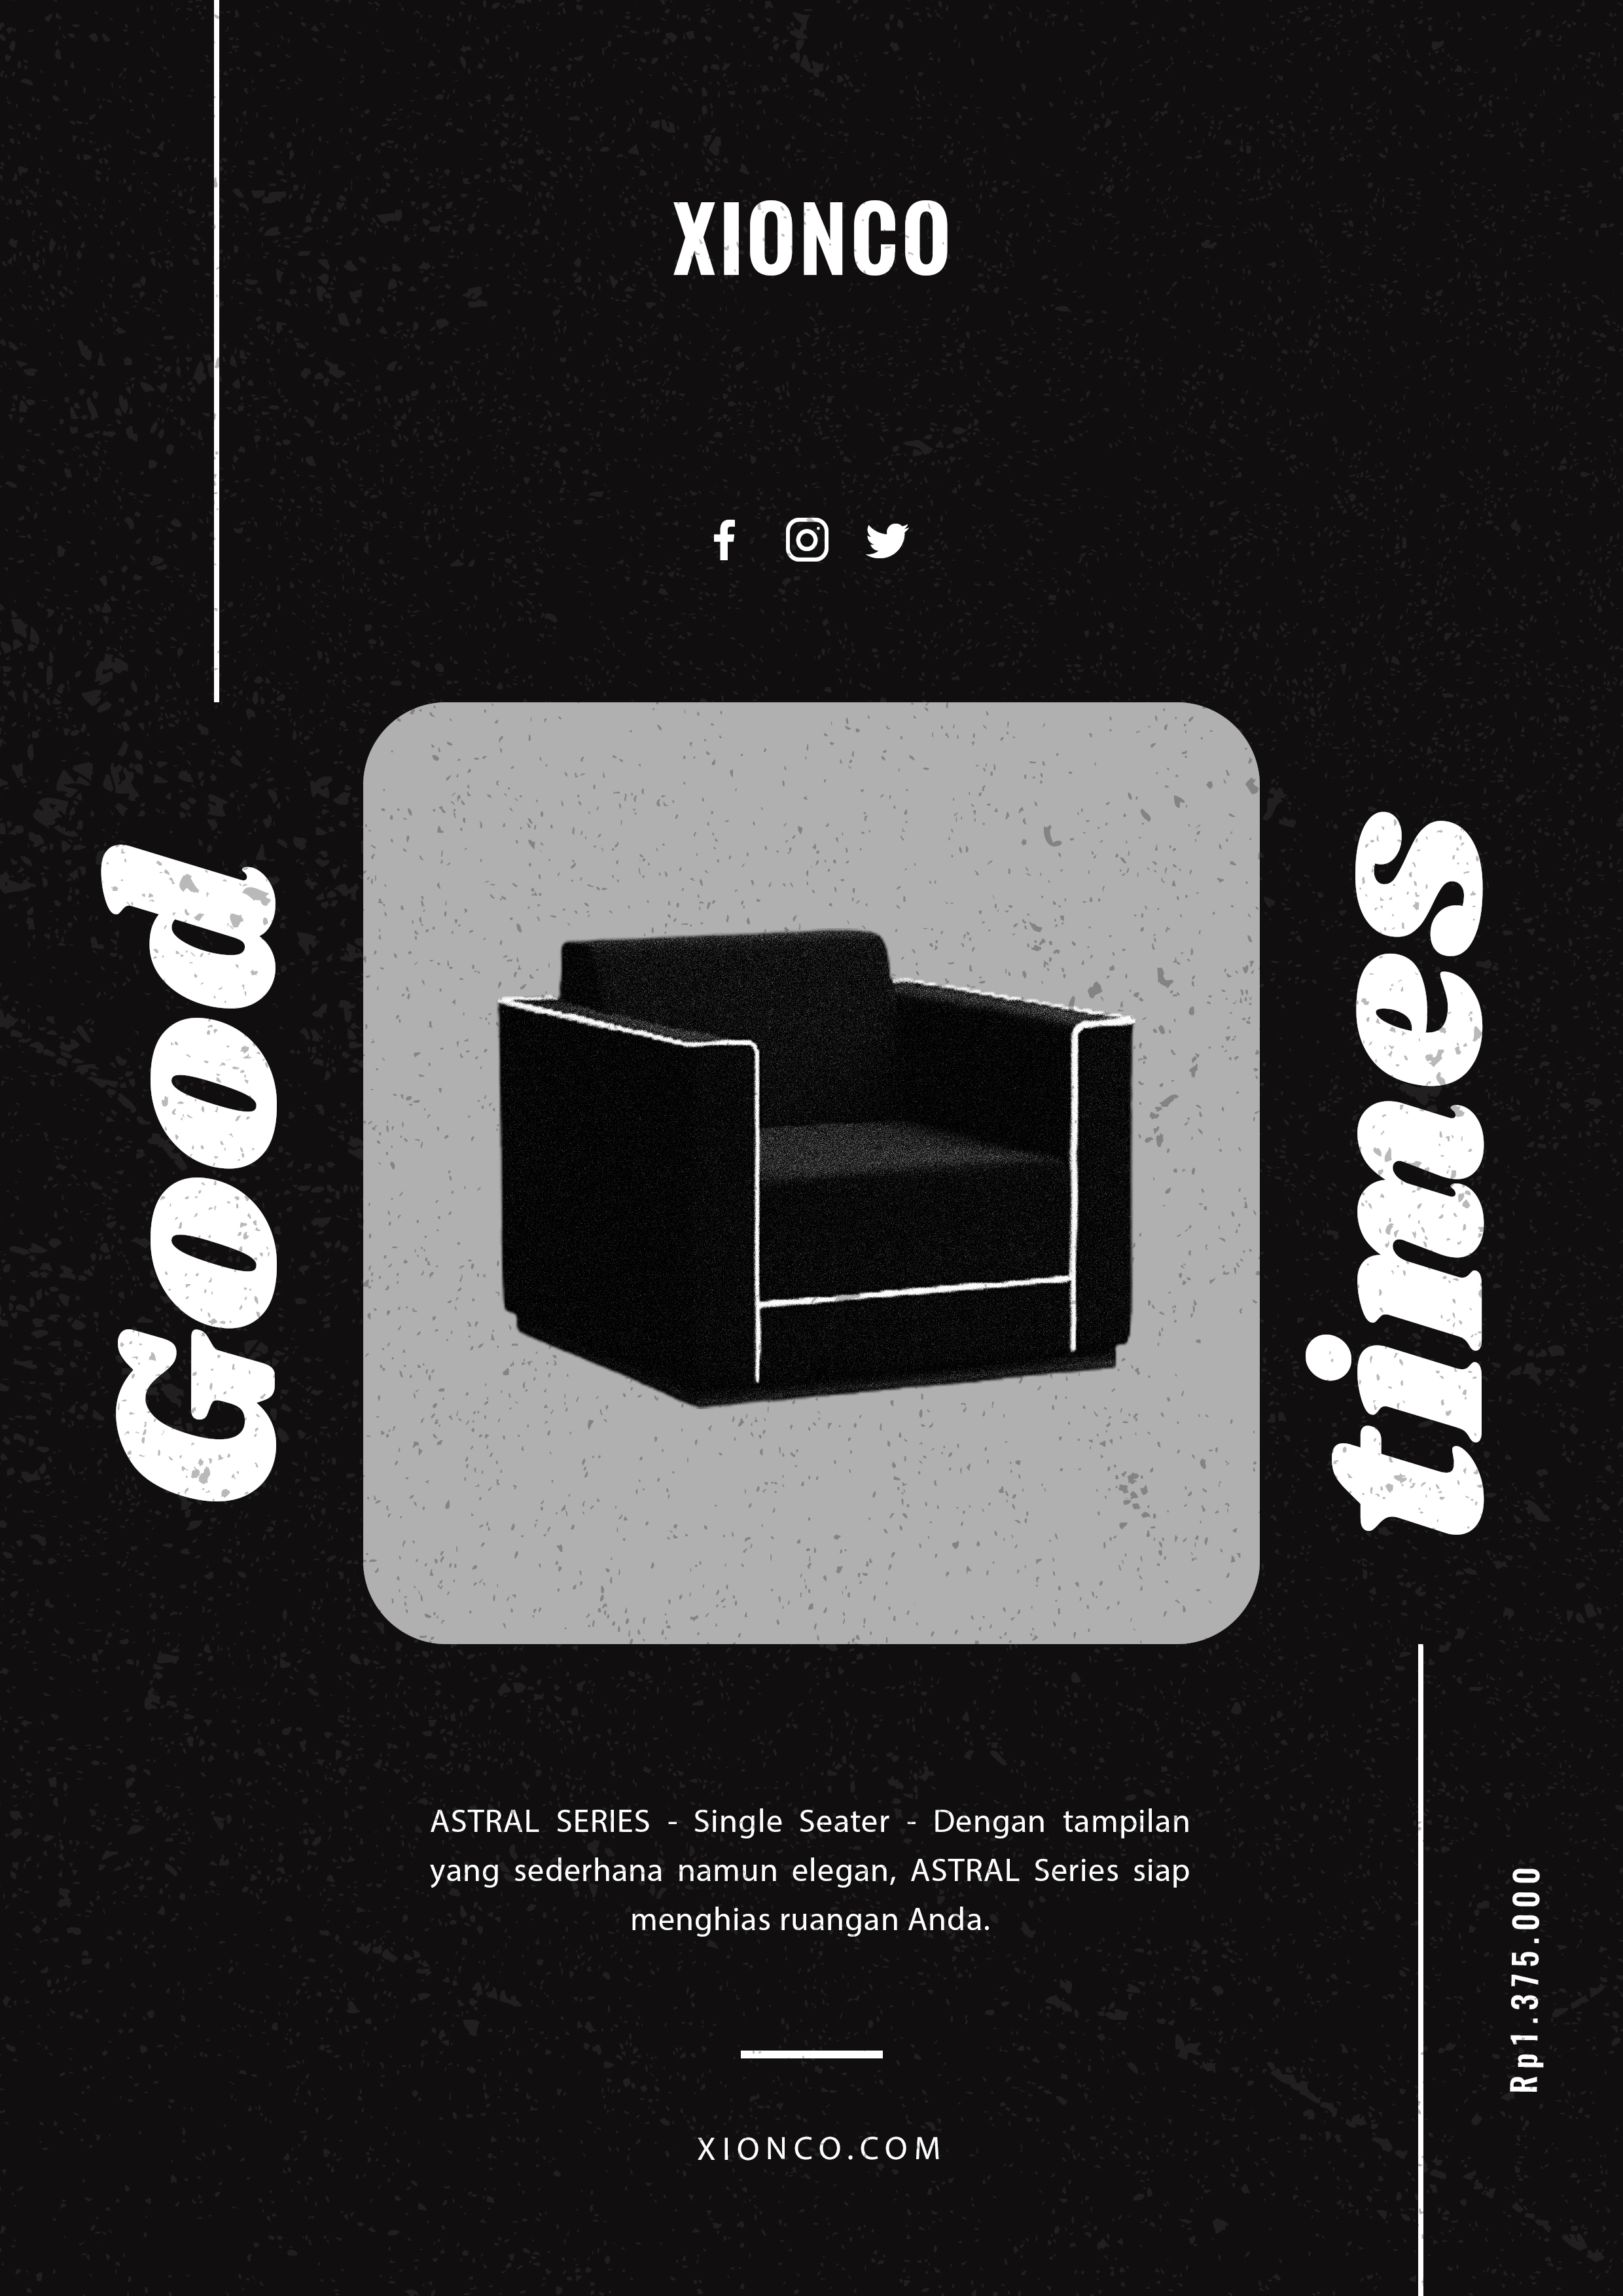 XIONCO
Good
times
ASTRAL SERIES - Single Seater - Dengan tampilan
yang sederhana namun elegan, ASTRAL Series siap
menghias ruangan Anda.
Rp1.375.000
XIONCO.COM